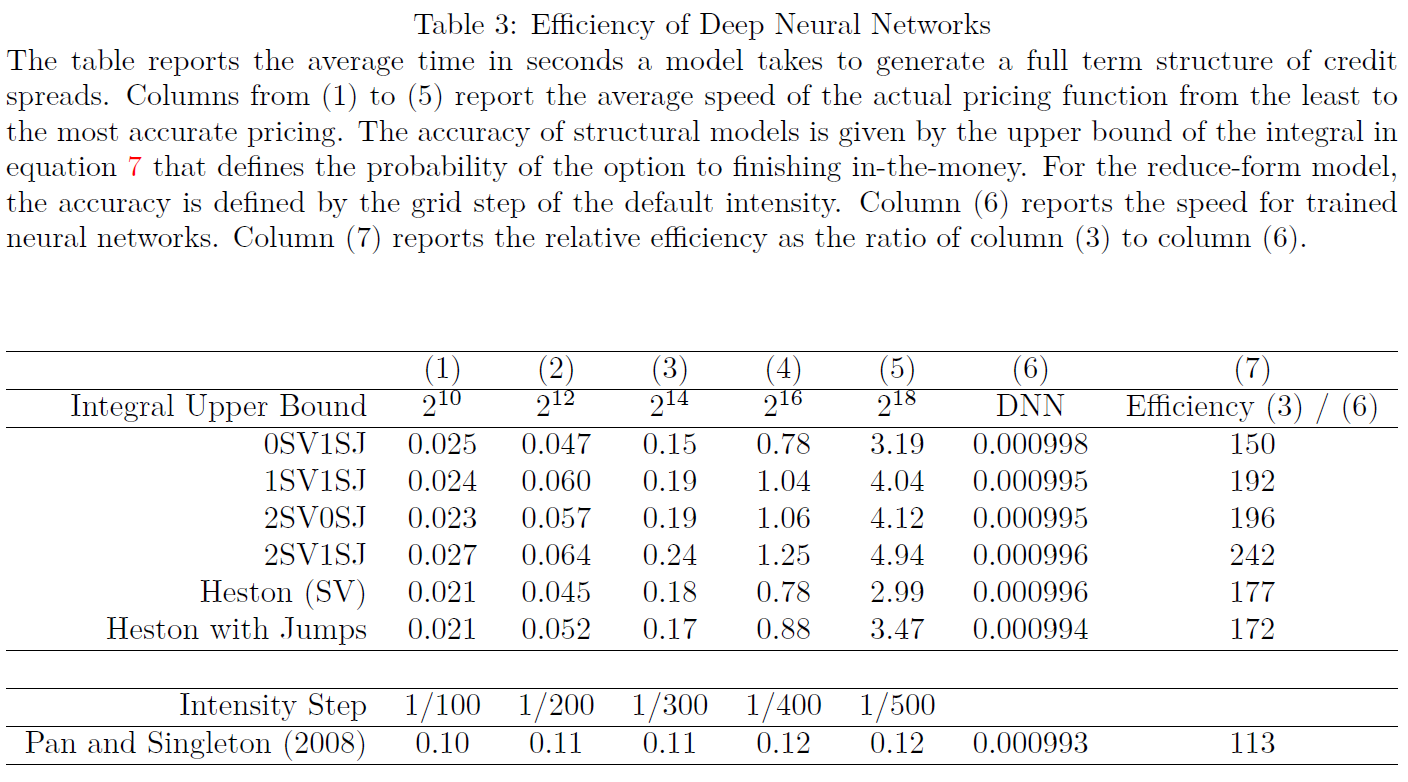 Table 3: Efficiency of Deep Neural Networks
The table reports the average time in seconds a model takes to generate a full term structure of credit
spreads. Columns from (1) to (5) report the average speed of the actual pricing function from the least to
the most accurate pricing. The accuracy of structural models is given by the upper bound of the integral in
equation 7 that defines the probability of the option to finishing in-the-money. For the reduce-form model,
the accuracy is defined by the grid step of the default intensity. Column (6) reports the speed for trained
neural networks. Column (7) reports the relative efficiency as the ratio of column (3) to column (6).
(1) (2) (3) (4) (5) (6) (7)
Integral Upper Bound 2^10 2^12 2^14 2^16 2^18 DNN Efficiency (3) / (6)
0SV1SJ 0.025 0.047 0.15 0.78 3.19 0.000998 150
1SV1SJ 0.024 0.060 0.19 1.04 4.04 0.000995 192
2SV0SJ 0.023 0.057 0.19 1.06 4.12 0.000995 196
2SV1SJ 0.027 0.064 0.24 1.25 4.94 0.000996 242
Heston (SV) 0.021 0.045 0.18 0.78 2.99 0.000996 177
Heston with Jumps 0.021 0.052 0.17 0.88 3.47 0.000994 172
Intensity Step 1/100 1/200 1/300 1/400 1/500
Pan and Singleton (2008) 0.10 0.11 0.11 0.12 0.12 0.000993 113